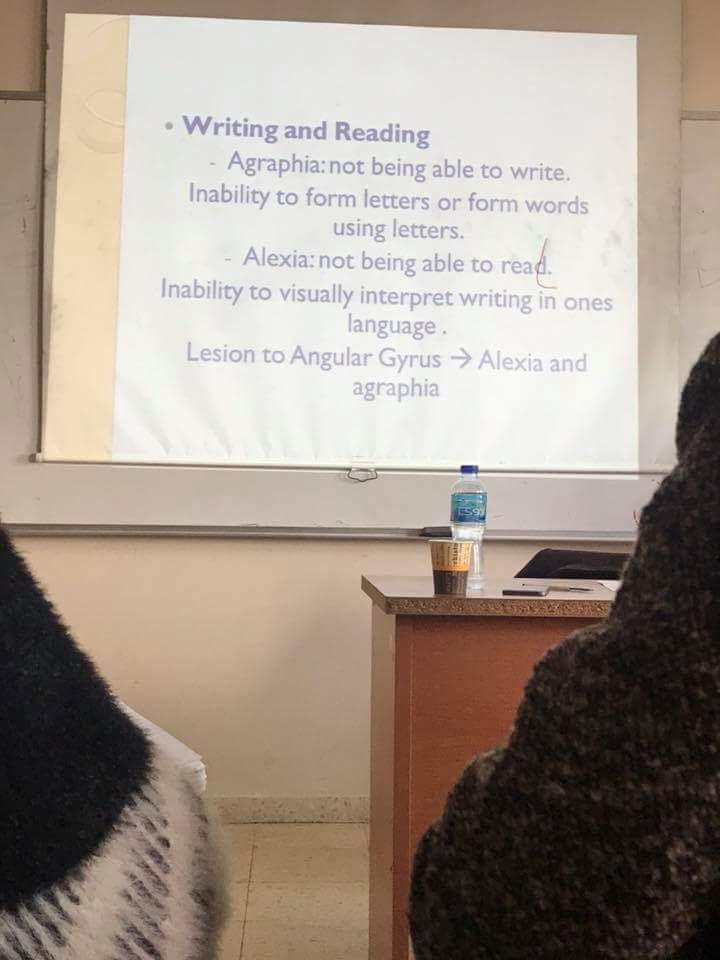 • Writing and Reading
- Agraphia: not being able to write.
Inability to form letters or form words
using letters.
- Alexia: not being able to read.
Inability to visually interpret writing in ones
language .
Lesion to Angular Gyrus → Alexia and
agraphia